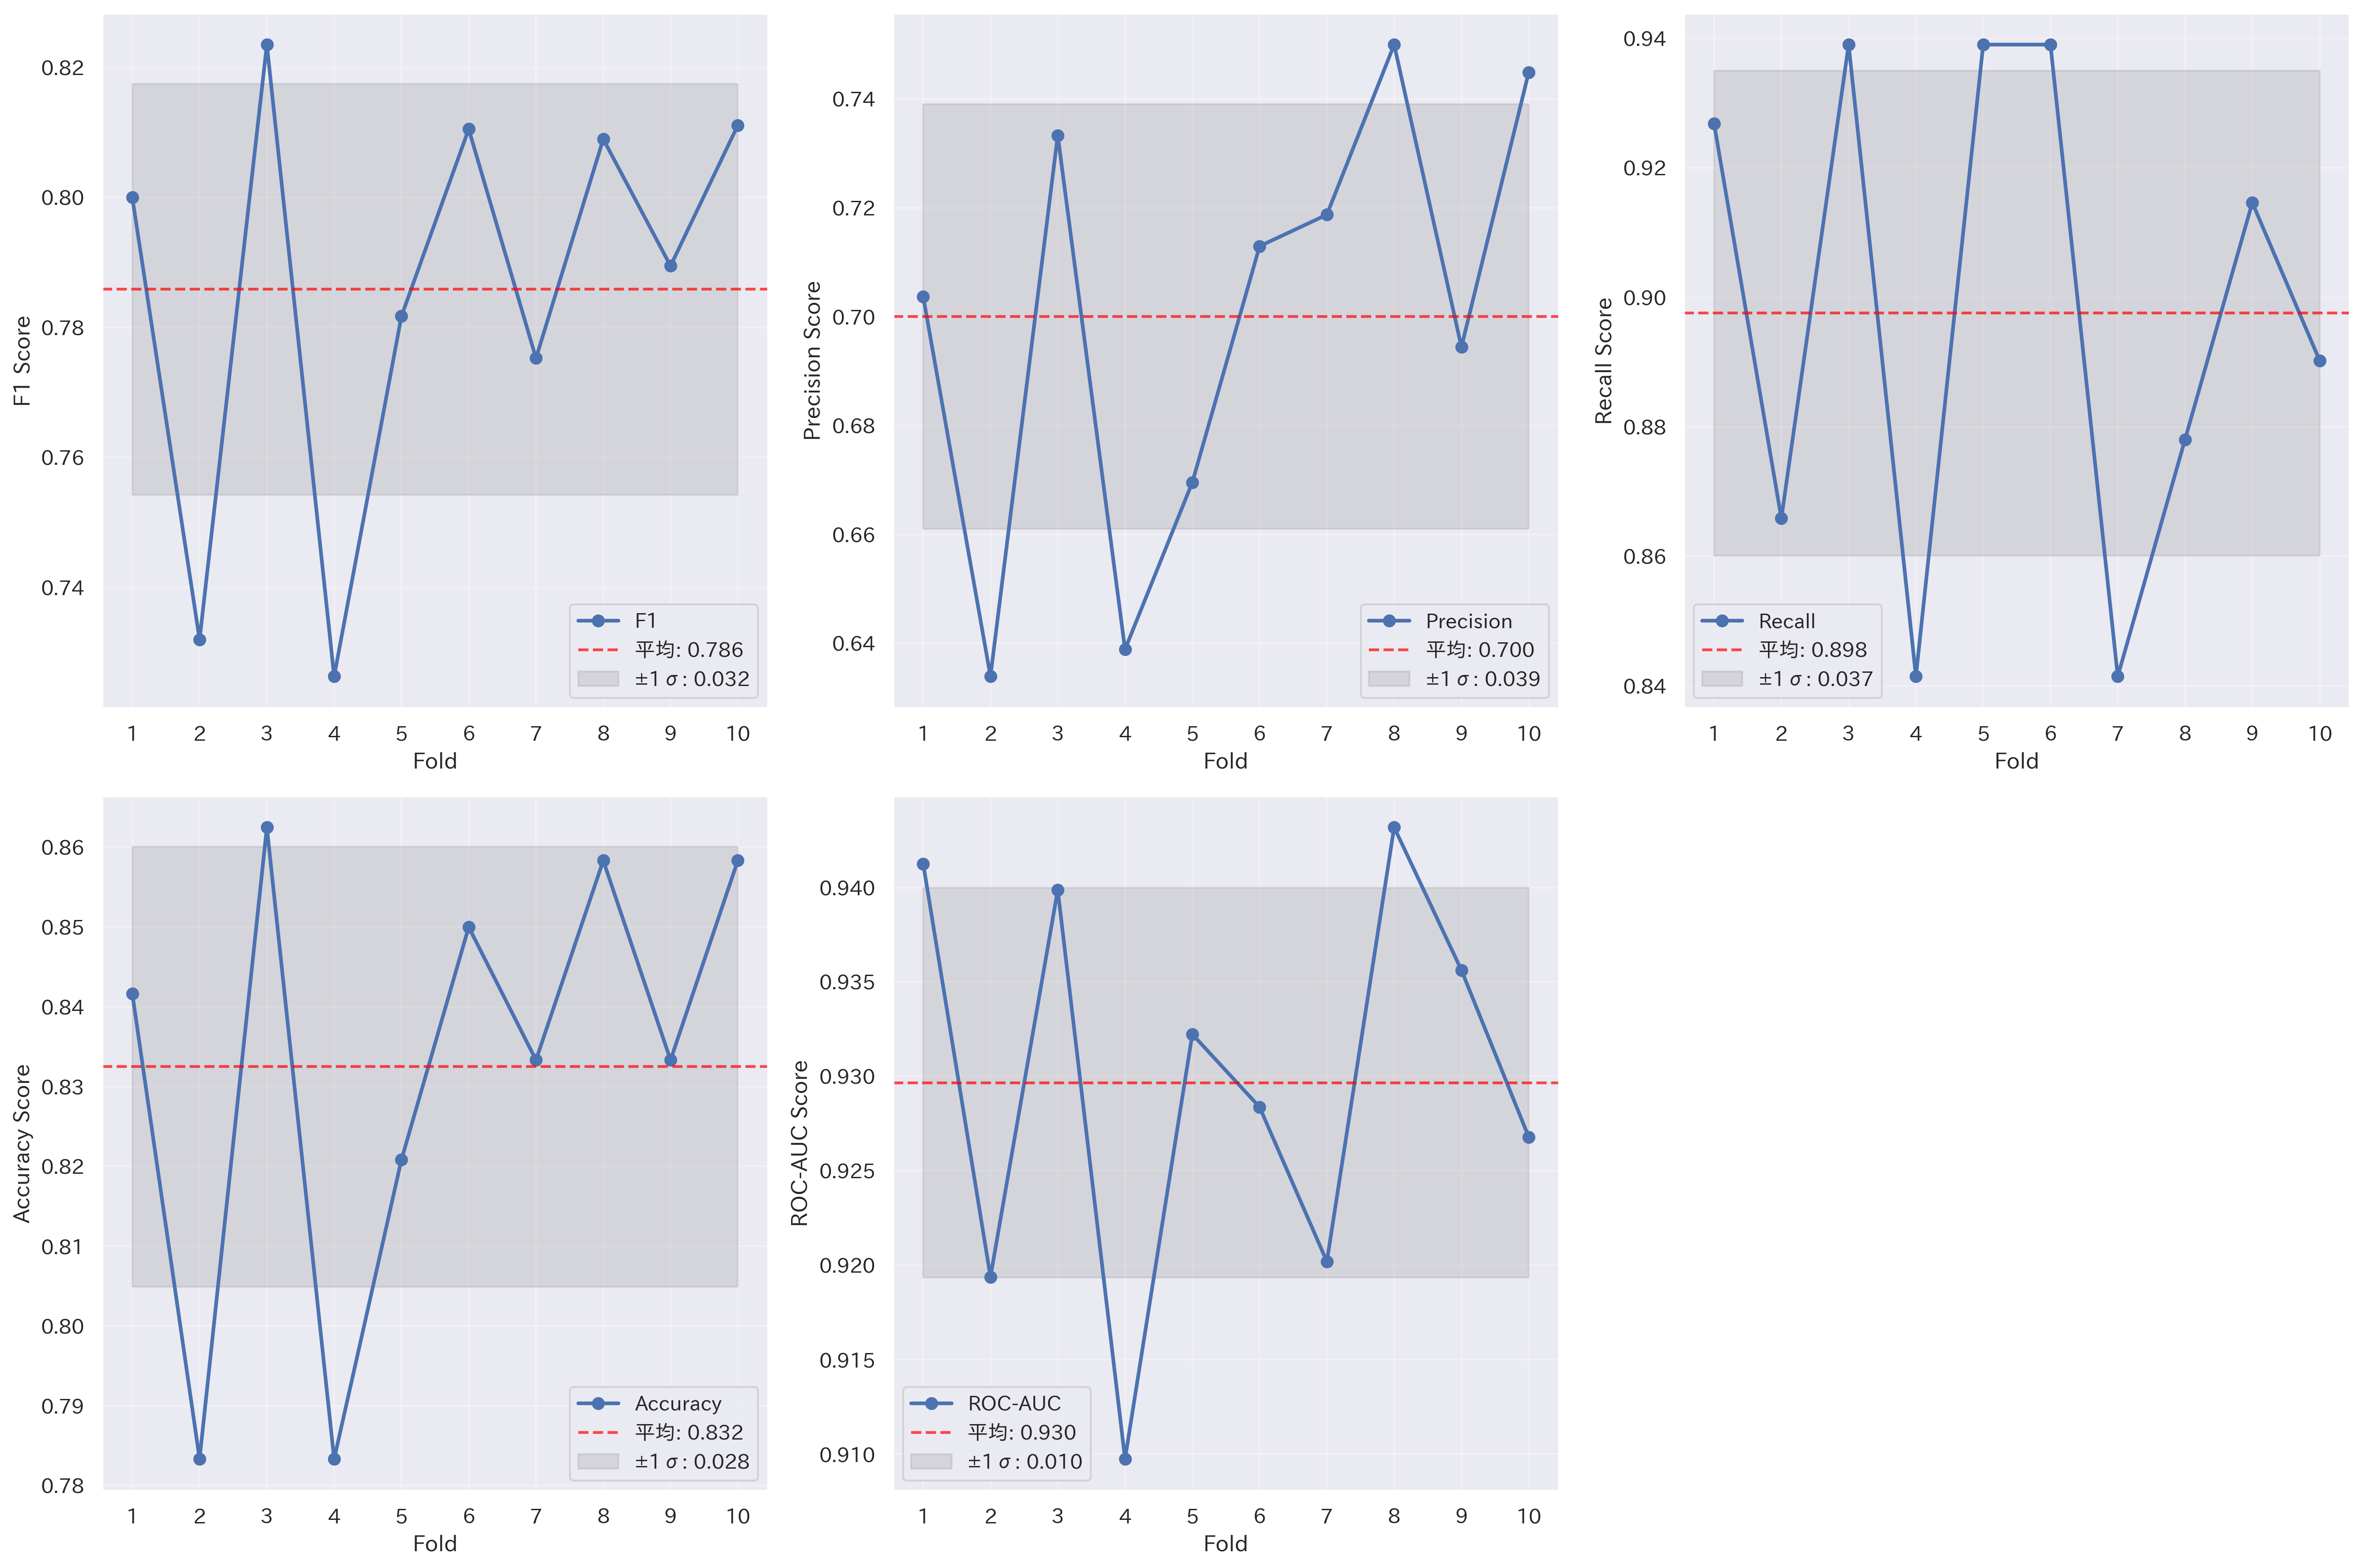 F1 Score
0.82
0.80
0.78
0.76
0.74
F1
平均: 0.786
±1 σ: 0.032
1 2 3 4 5 6 7 8 9 10
Fold
Precision Score
0.74
0.72
0.70
0.68
0.66
0.64
Precision
平均: 0.700
±1 σ: 0.039
1 2 3 4 5 6 7 8 9 10
Fold
Recall Score
0.94
0.92
0.90
0.88
0.86
0.84
Recall
平均: 0.898
±1 σ: 0.037
1 2 3 4 5 6 7 8 9 10
Fold
Accuracy Score
0.86
0.85
0.84
0.83
0.82
0.81
0.80
0.79
0.78
Accuracy
平均: 0.832
±1 σ: 0.028
1 2 3 4 5 6 7 8 9 10
Fold
ROC-AUC Score
0.940
0.935
0.930
0.925
0.920
0.915
0.910
ROC-AUC
平均: 0.930
±1 σ: 0.010
1 2 3 4 5 6 7 8 9 10
Fold